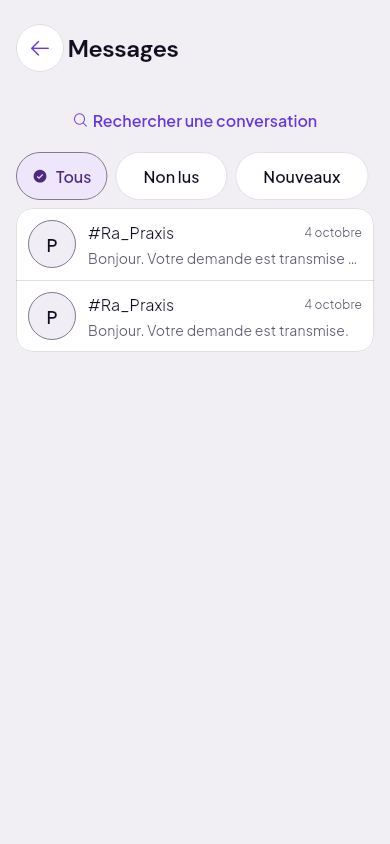 Messages
Rechercher une conversation
Tous
Non lus
Nouveaux
P
#Ra_Praxis
4 octobre
Bonjour. Votre demande est transmise ...
P
#Ra_Praxis
4 octobre
Bonjour. Votre demande est transmise.